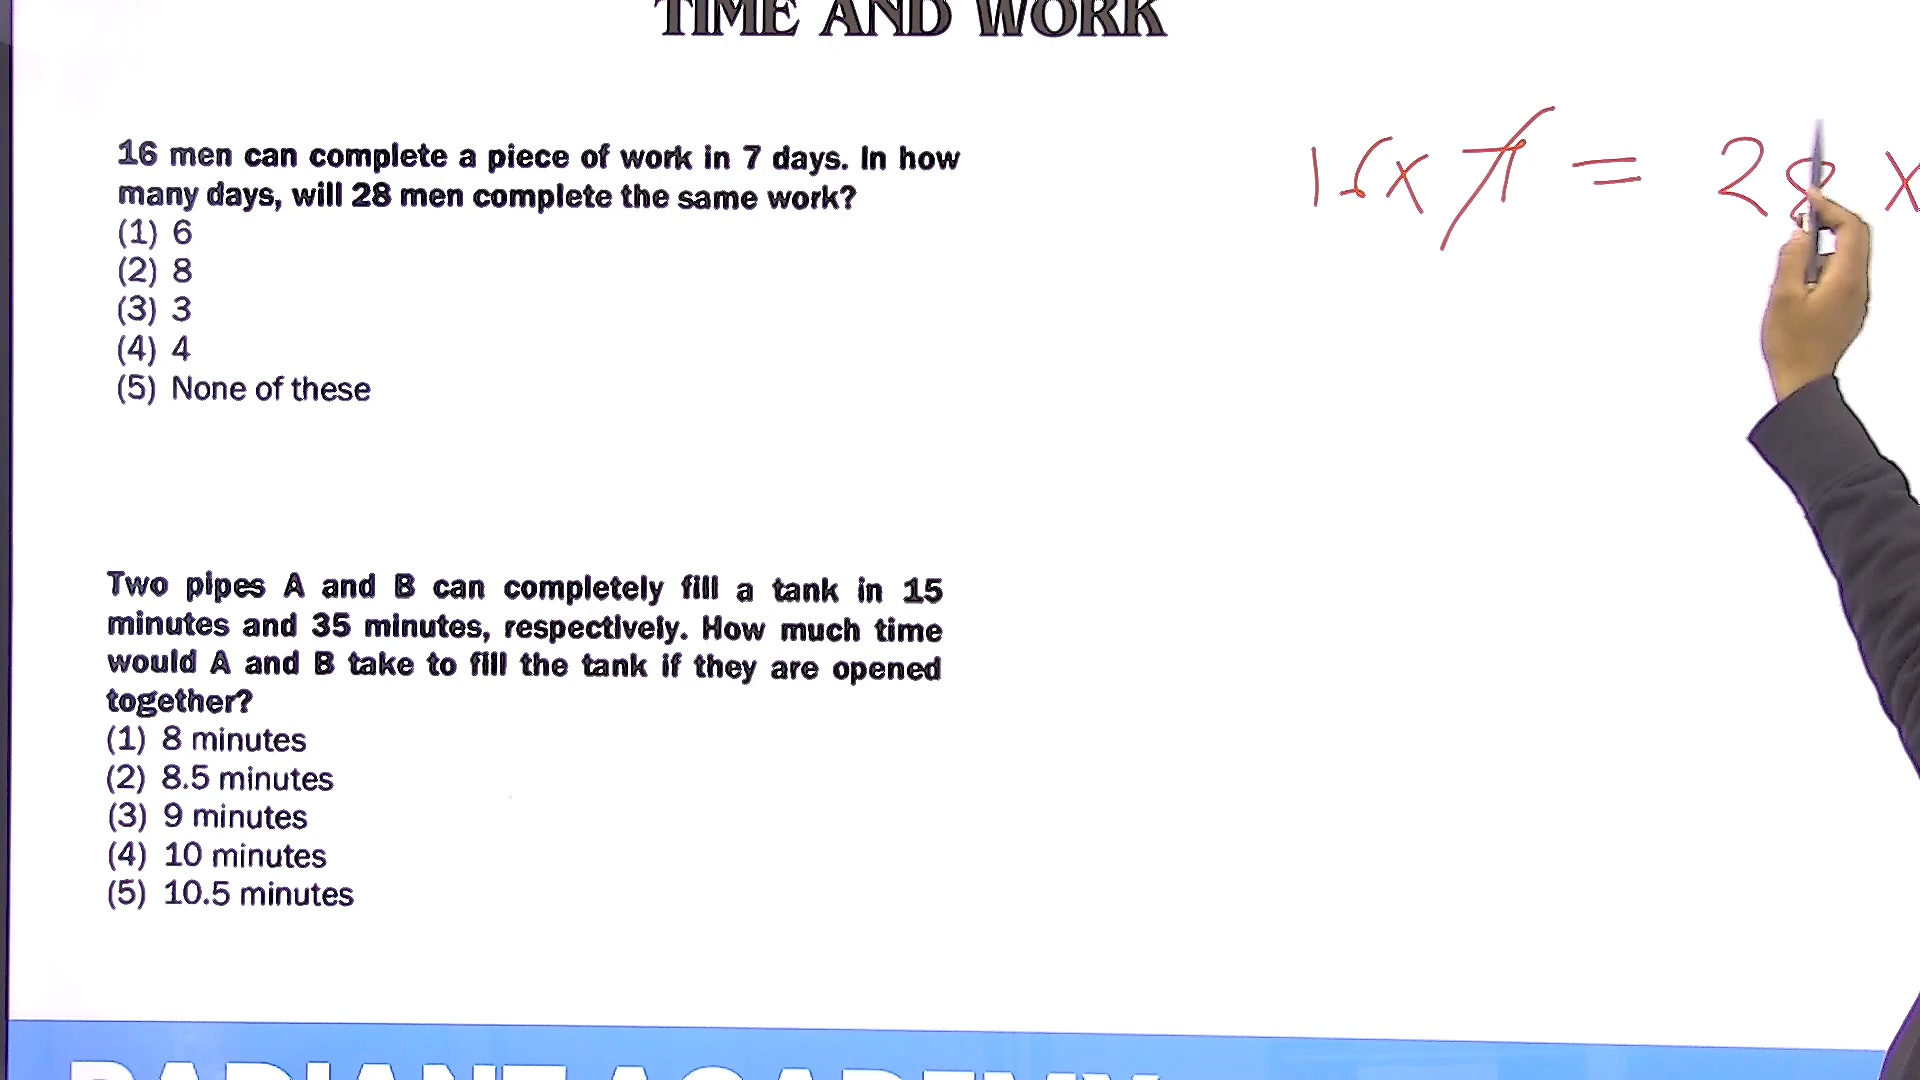 TIME AND WORK
16 men can complete a piece of work in 7 days. In how
many days, will 28 men complete the same work?
(1) 6
(2) 8
(3) 3
(4) 4
(5) None of these
16 x 7 = 28 x
Two pipes A and B can completely fill a tank in 15
minutes and 35 minutes, respectively. How much time
would A and B take to fill the tank if they are opened
together?
(1) 8 minutes
(2) 8.5 minutes
(3) 9 minutes
(4) 10 minutes
(5) 10.5 minutes
RADIANT ACADEMY